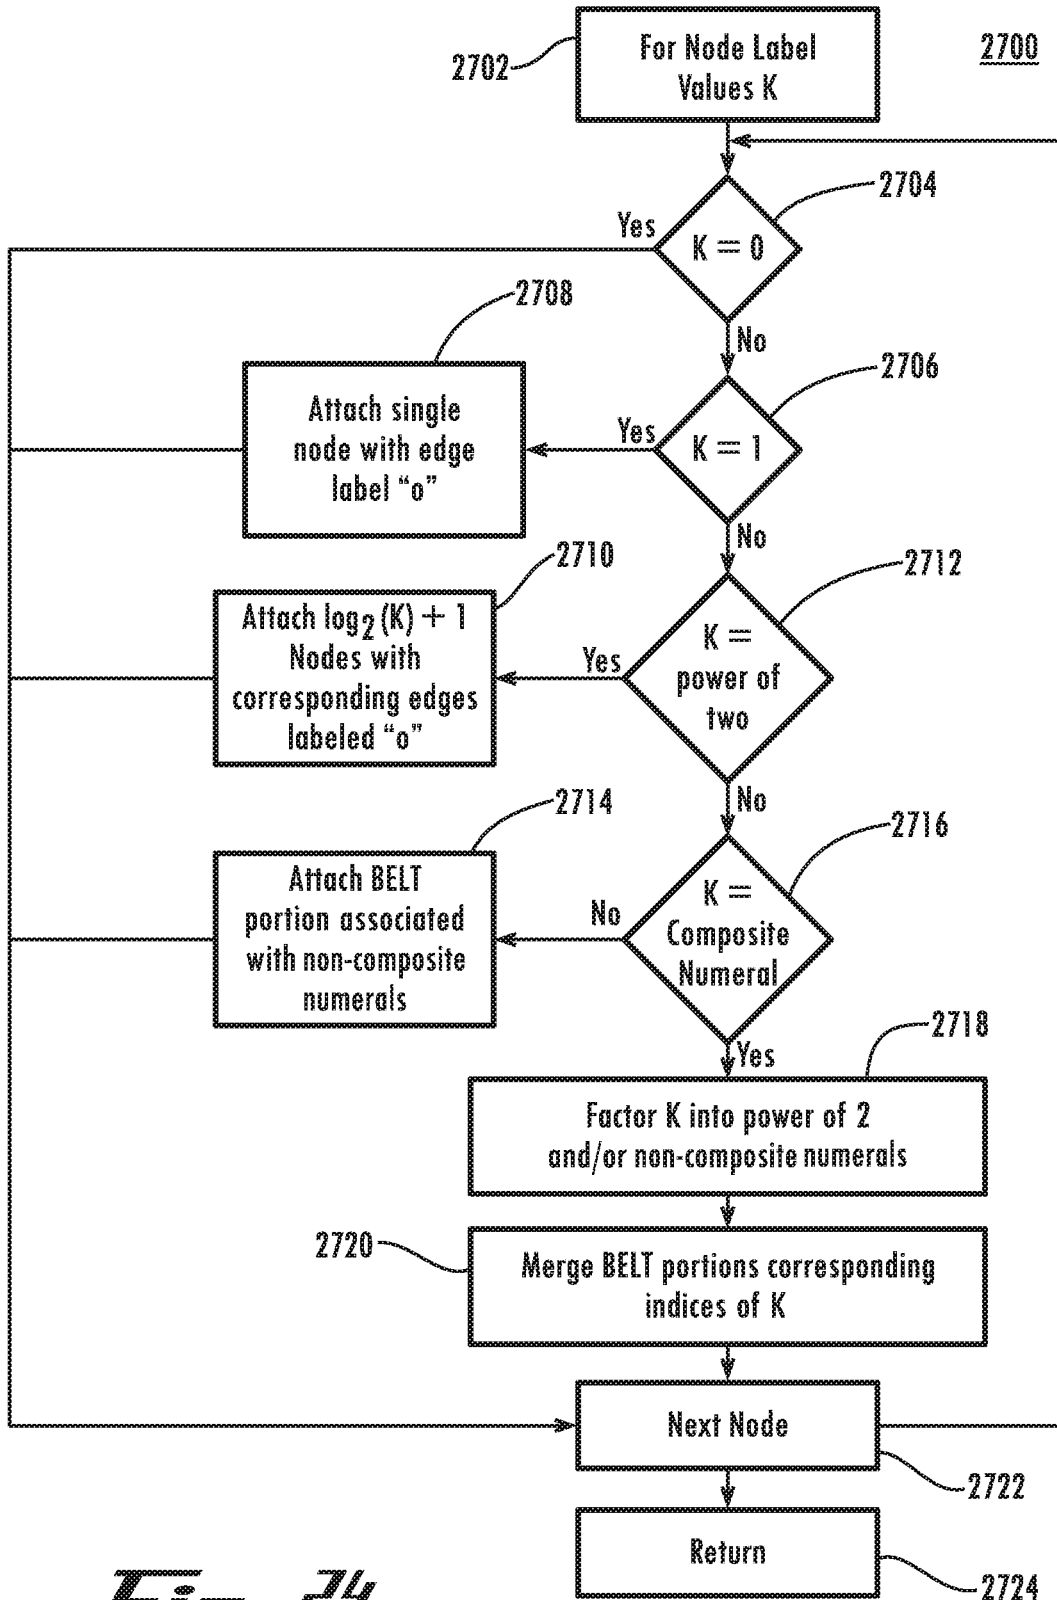 For Node Label
Values K
2702
2700
2704
Yes
K = 0
2708
No
2706
Attach single
node with edge
label “o”
Yes
K = 1
No
2710
2712
Attach log2 (K) + 1
Nodes with
corresponding edges
labeled “o”
Yes
K =
power of
two
No
2714
2716
Attach BELT
portion associated
with non-composite
numerals
No
K =
Composite
Numeral
Yes
2718
Factor K into power of 2
and/or non-composite numerals
2720
Merge BELT portions corresponding
indices of K
Next Node
2722
Return
2724
Fig. 24